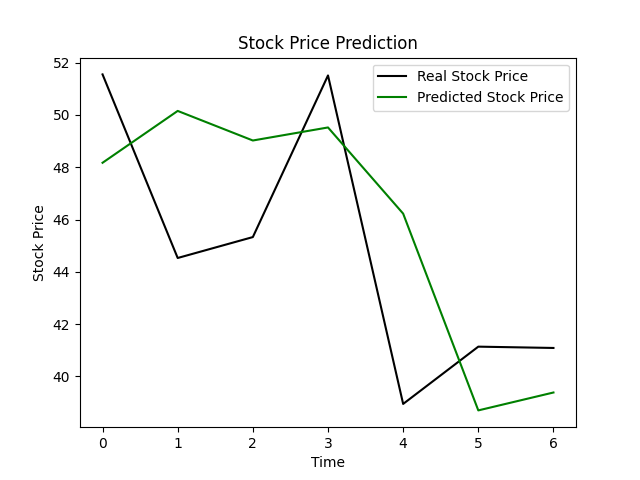 Stock Price Prediction
Real Stock Price
Predicted Stock Price
Stock Price
52
50
48
46
44
42
40
0 1 2 3 4 5 6
Time